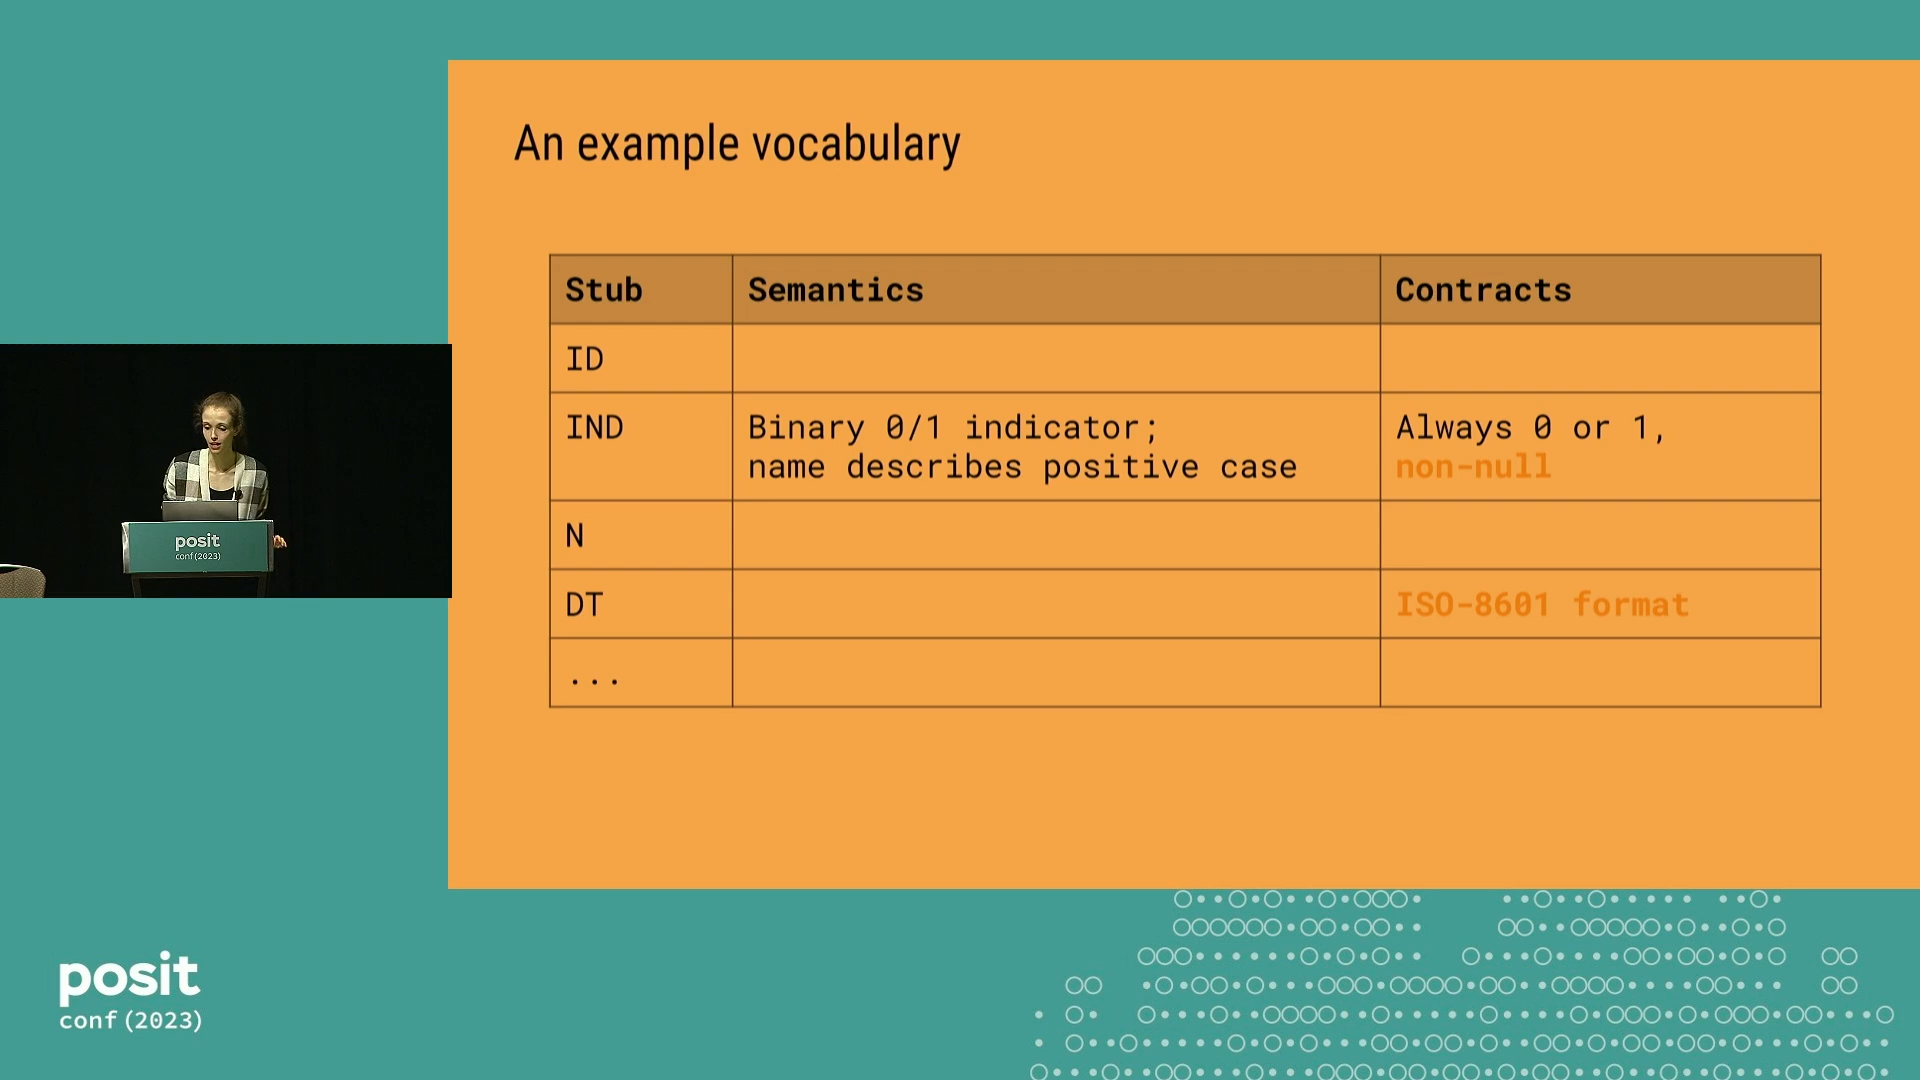 An example vocabulary
Stub Semantics Contracts
ID
IND Binary 0/1 indicator; Always 0 or 1,
name describes positive case non-null
N
DT ISO-8601 format
...
posit
conf(2023)
posit
conf(2023)